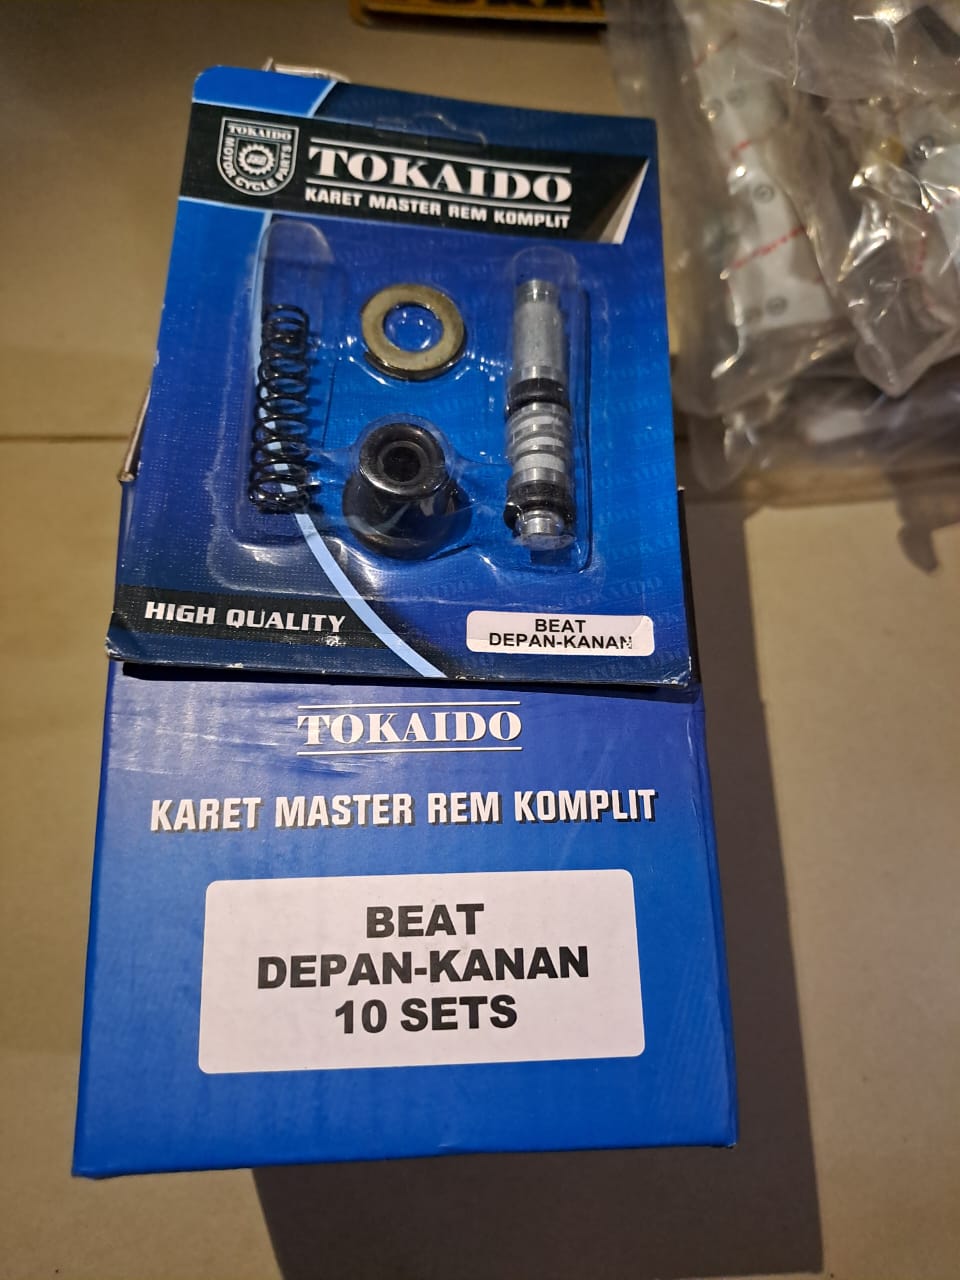 TOKAIDO
MOTOR CYCLE PARTS
TOKAIDO
KARET MASTER REM KOMPLIT
HIGH QUALITY
BEAT
DEPAN-KANAN
TOKAIDO
KARET MASTER REM KOMPLIT
BEAT
DEPAN-KANAN
10 SETS